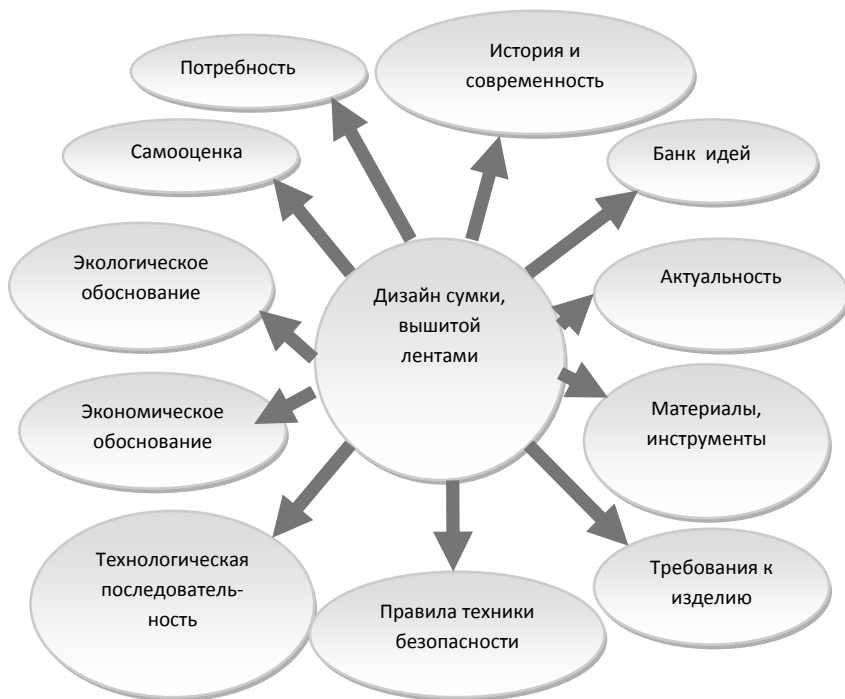 История и
современность
Потребность
Банк идей
Самооценка
Экологическое
обоснование
Актуальность
Дизайн сумки,
вышитой
лентами
Экономическое
обоснование
Материалы,
инструменты
Технологическая
последователь-
ность
Требования к
изделию
Правила техники
безопасности